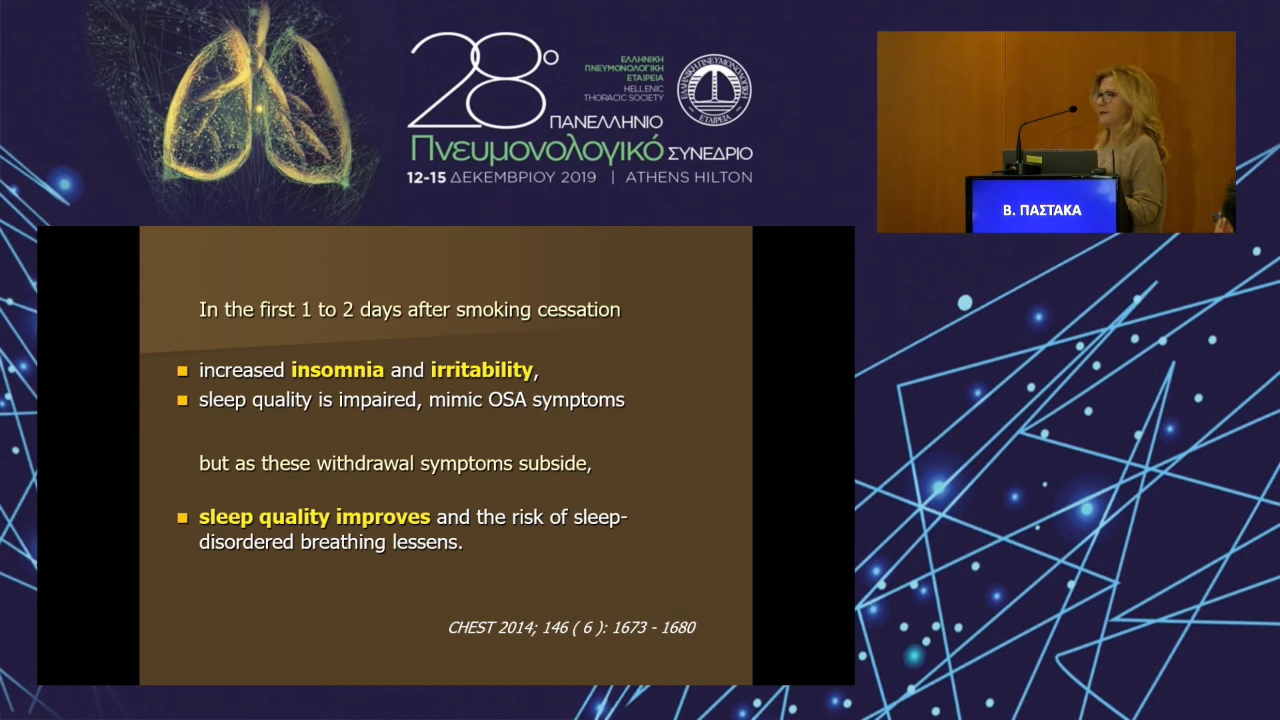 28ο
ΕΛΛΗΝΙΚΗ
ΠΝΕΥΜΟΝΟΛΟΓΙΚΗ
ΕΤΑΙΡΕΙΑ
HELLENIC
THORACIC SOCIETY
ΠΑΝΕΛΛΗΝΙΟ
Πνευμονολογικό ΣΥΝΕΔΡΙΟ
12-15 ΔΕΚΕΜΒΡΙΟΥ 2019 | ATHENS HILTON
Β. ΠΑΣΤΑΚΑ
In the first 1 to 2 days after smoking cessation
increased insomnia and irritability,
sleep quality is impaired, mimic OSA symptoms
but as these withdrawal symptoms subside,
sleep quality improves and the risk of sleep-
disordered breathing lessens.
CHEST 2014; 146 ( 6 ): 1673 - 1680